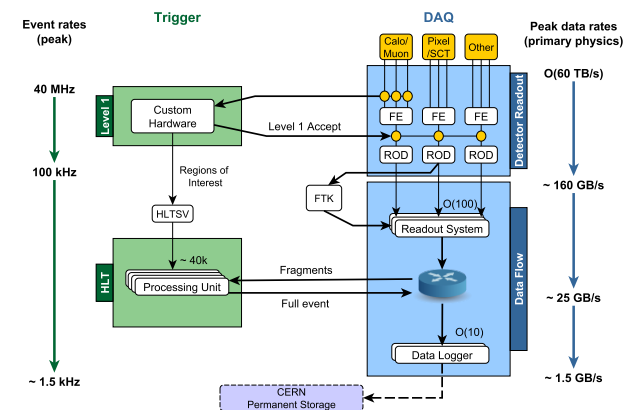 Trigger
DAQ
Event rates
(peak)
Peak data rates
(primary physics)
Calo/
Muon
Pixel
/SCT
Other
40 MHz
O(60 TB/s)
Level 1
Custom
Hardware
FE
FE
FE
Detector Readout
Level 1 Accept
ROD
ROD
ROD
100 kHz
Regions of
Interest
~ 160 GB/s
FTK
HLTSV
O(100)
Readout System
~ 40k
HLT
Processing Unit
Fragments
Full event
Data Flow
~ 25 GB/s
O(10)
Data Logger
~ 1.5 kHz
~ 1.5 GB/s
CERN
Permanent Storage